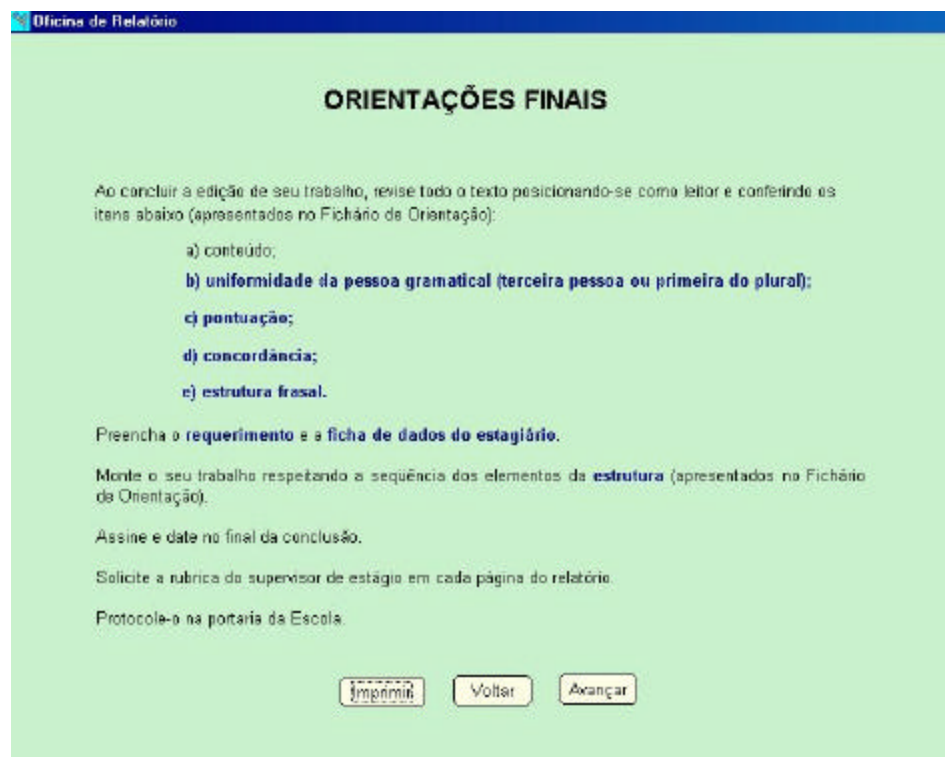 Oficina de Relatório
ORIENTAÇÕES FINAIS
Ao concluir a edição de seu trabalho, revise todo o texto posicionando-se como leitor e conferindo os
itens abaixo (apresentados no Fichário de Orientação):
a) conteúdo;
b) uniformidade da pessoa gramatical (terceira pessoa ou primeira do plural);
c) pontuação;
d) concordância;
e) estrutura frasal.
Preencha o requerimento e a ficha de dados do estagiário.
Monte o seu trabalho respeitando a seqüência dos elementos da estrutura (apresentados no Fichário
de Orientação).
Assine e date no final da conclusão.
Solicite a rubrica do supervisor de estágio em cada página do relatório.
Protocole-o na portaria da Escola.
Imprimir Voltar Avançar